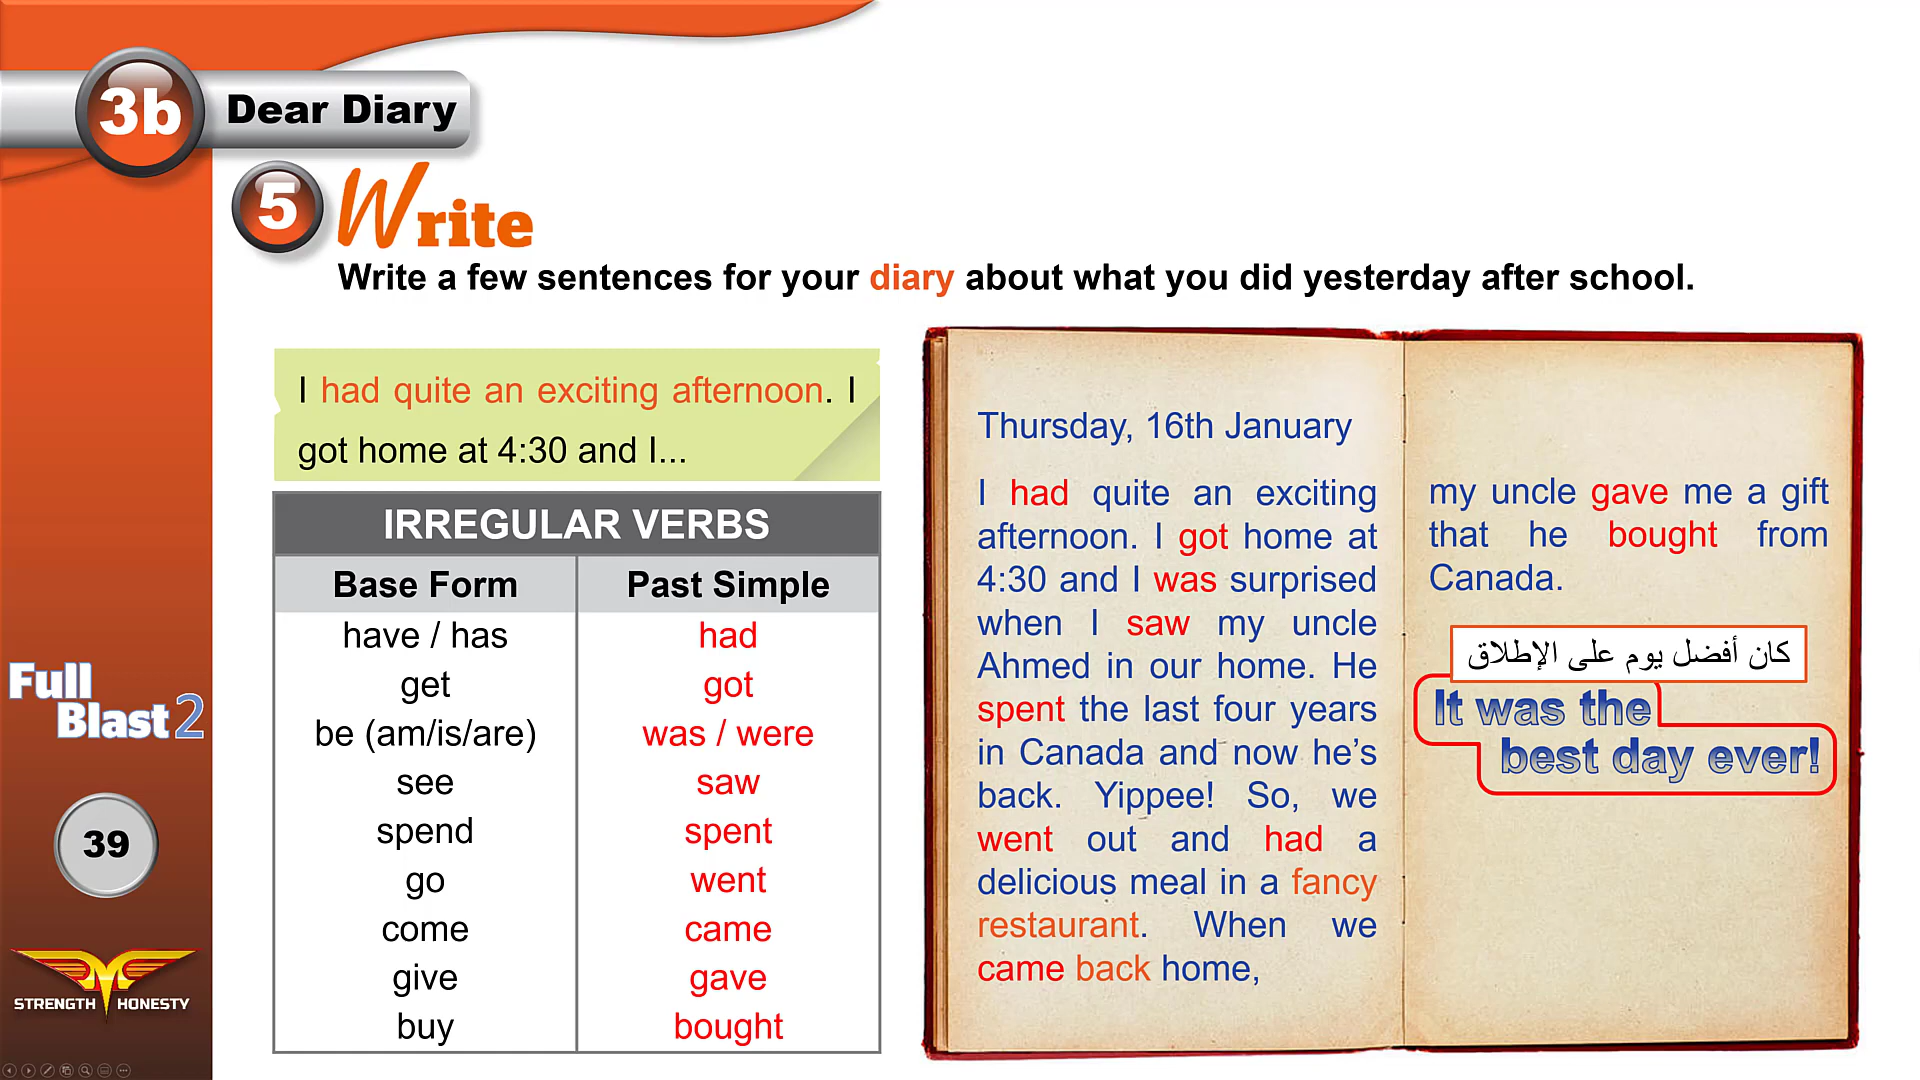 3b Dear Diary
5 Write
Write a few sentences for your diary about what you did yesterday after school.
I had quite an exciting afternoon. I
got home at 4:30 and I...
IRREGULAR VERBS
Base Form Past Simple
have / has had
get got
be (am/is/are) was / were
see saw
spend spent
go went
come came
give gave
buy bought
Thursday, 16th January
I had quite an exciting
afternoon. I got home at
4:30 and I was surprised
when I saw my uncle
Ahmed in our home. He
spent the last four years
in Canada and now he’s
back. Yippee! So, we
went out and had a
delicious meal in a fancy
restaurant. When we
came back home,
my uncle gave me a gift
that he bought from
Canada.
كان أفضل يوم على الإطلاق
It was the
best day ever!
Full
Blast 2
39
STRENGTH HONESTY